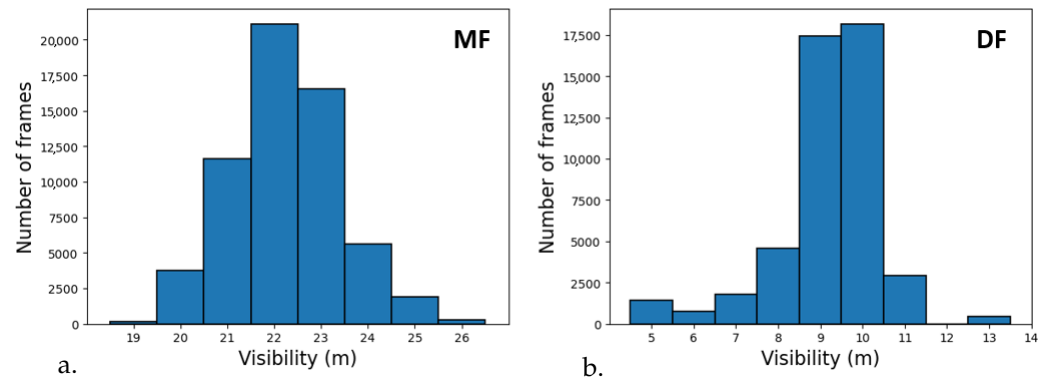 MF
20,000
17,500
15,000
12,500
10,000
7500
5000
2500
0
Number of frames
19 20 21 22 23 24 25 26
Visibility (m)
a.
DF
17,500
15,000
12,500
10,000
7500
5000
2500
0
Number of frames
5 6 7 8 9 10 11 12 13 14
Visibility (m)
b.